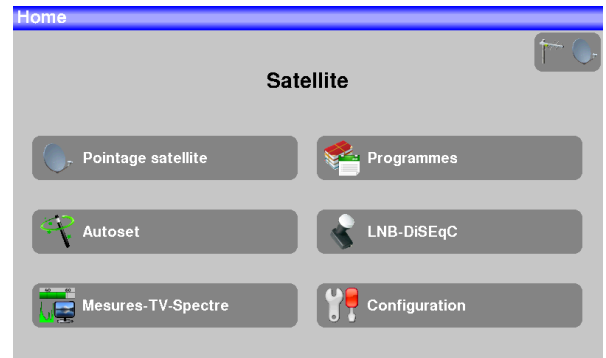 Home
Satellite
Pointage satellite
Programmes
Autoset
LNB-DiSEqC
Mesures-TV-Spectre
Configuration